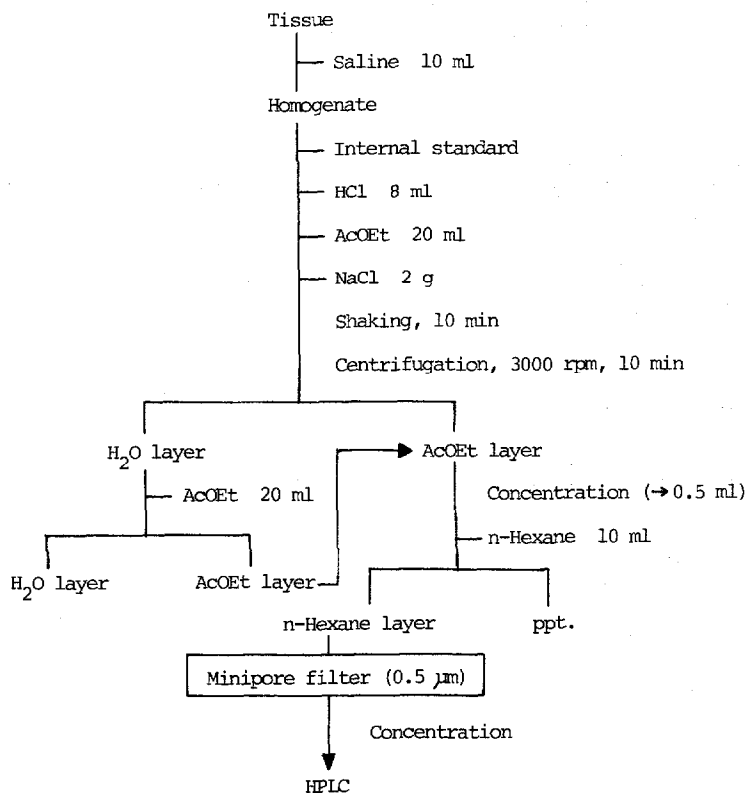 Tissue
Saline 10 ml
Homogenate
Internal standard
HCl 8 ml
AcOEt 20 ml
NaCl 2 g
Shaking, 10 min
Centrifugation, 3000 rpm, 10 min
H2O layer
AcOEt layer
AcOEt 20 ml
Concentration (→0.5 ml)
n-Hexane 10 ml
H2O layer
AcOEt layer
n-Hexane layer
ppt.
Minipore filter (0.5 μm)
Concentration
HPLC